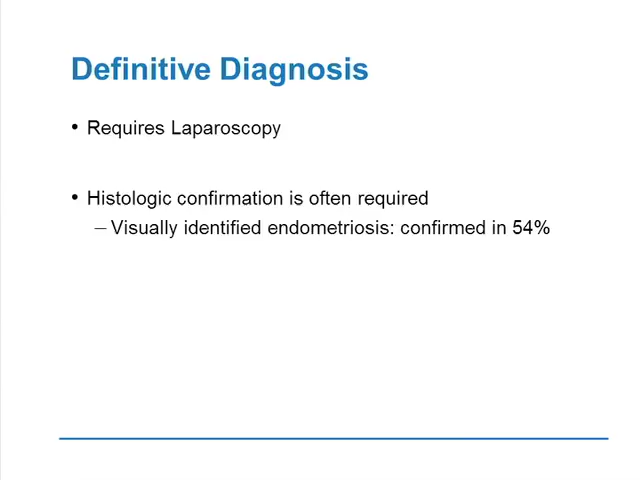 Definitive Diagnosis
• Requires Laparoscopy
• Histologic confirmation is often required
– Visually identified endometriosis: confirmed in 54%